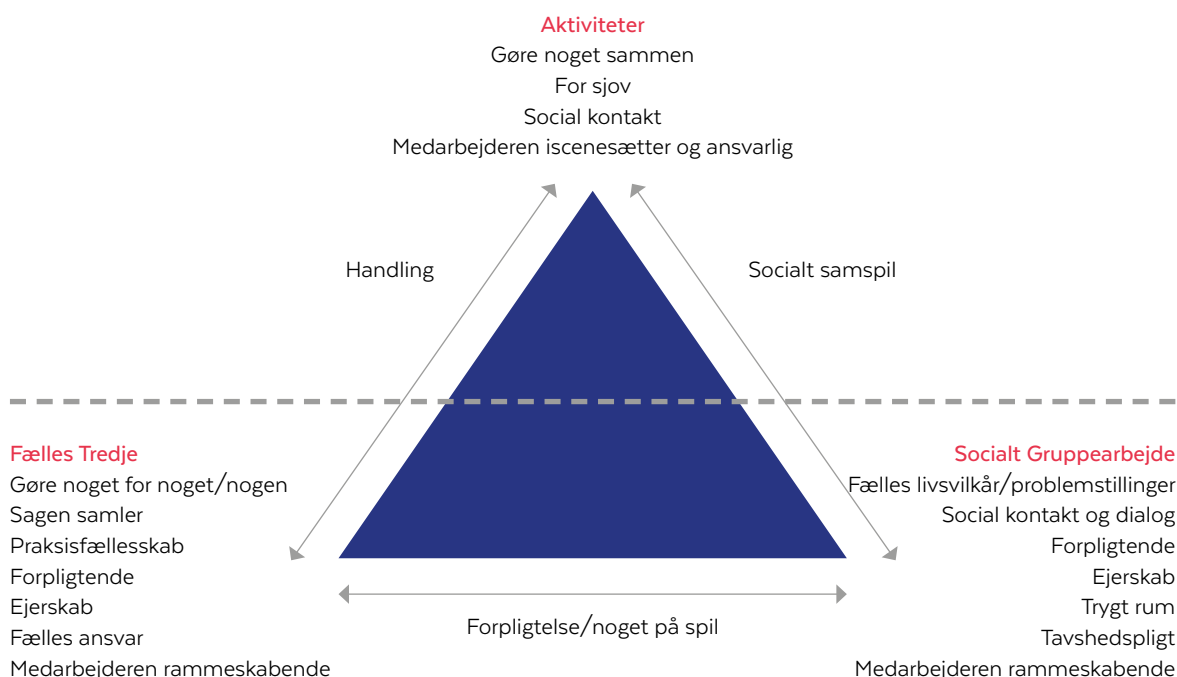 Aktiviteter
Gøre noget sammen
For sjov
Social kontakt
Medarbejderen iscenesætter og ansvarlig
Handling
Socialt samspil
Fælles Tredje
Gøre noget for noget/nogen
Sagen samler
Praksisfællesskab
Forpligtende
Ejerskab
Fælles ansvar
Medarbejderen rammeskabende
Forpligtelse/noget på spil
Socialt Gruppearbejde
Fælles livsvilkår/problemstillinger
Social kontakt og dialog
Forpligtende
Ejerskab
Trygt rum
Tavshedspligt
Medarbejderen rammeskabende